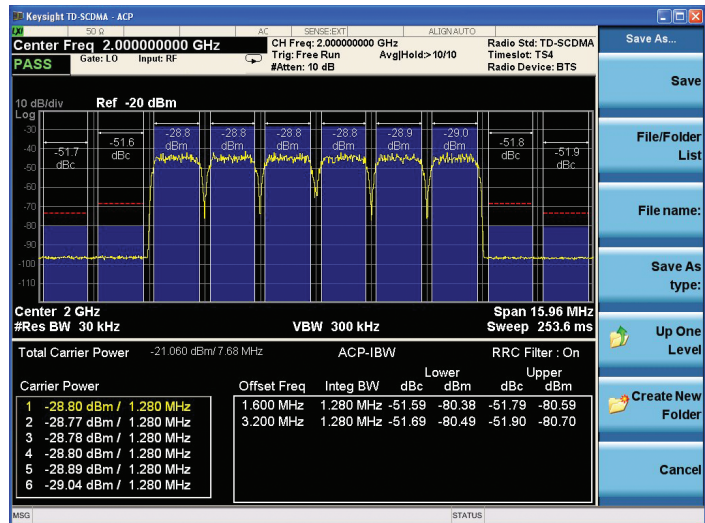 Keysight TD-SCDMA - ACP
LXI 50 Ω AC SENSE:EXT ALIGN AUTO
Center Freq 2.000000000 GHz
CH Freq: 2.000000000 GHz
Radio Std: TD-SCDMA
PASS
Gate: LO Input: RF
Trig: Free Run Avg|Hold:> 10/10
Timeslot: TS4
#Atten: 10 dB
Radio Device: BTS
10 dB/div Ref -20 dBm
Log
-30
-40
-50
-60
-70
-80
-90
-100
-110
-51.7 dBc
-51.6 dBc
-28.8 dBm
-28.8 dBm
-28.8 dBm
-28.8 dBm
-28.9 dBm
-29.0 dBm
-51.8 dBc
-51.9 dBc
Center 2 GHz
Span 15.96 MHz
#Res BW 30 kHz
VBW 300 kHz
Sweep 253.6 ms
Total Carrier Power -21.060 dBm/ 7.68 MHz
ACP-IBW
RRC Filter : On
Lower Upper
Carrier Power
Offset Freq Integ BW dBc dBm dBc dBm
1 -28.80 dBm / 1.280 MHz
2 -28.77 dBm / 1.280 MHz
3 -28.78 dBm / 1.280 MHz
4 -28.80 dBm / 1.280 MHz
5 -28.89 dBm / 1.280 MHz
6 -29.04 dBm / 1.280 MHz
1.600 MHz 1.280 MHz -51.59 -80.38 -51.79 -80.59
3.200 MHz 1.280 MHz -51.69 -80.49 -51.90 -80.70
MSG
STATUS
Save As...
Save
File/Folder
List
File name:
Save As
type:
Up One
Level
Create New
Folder
Cancel